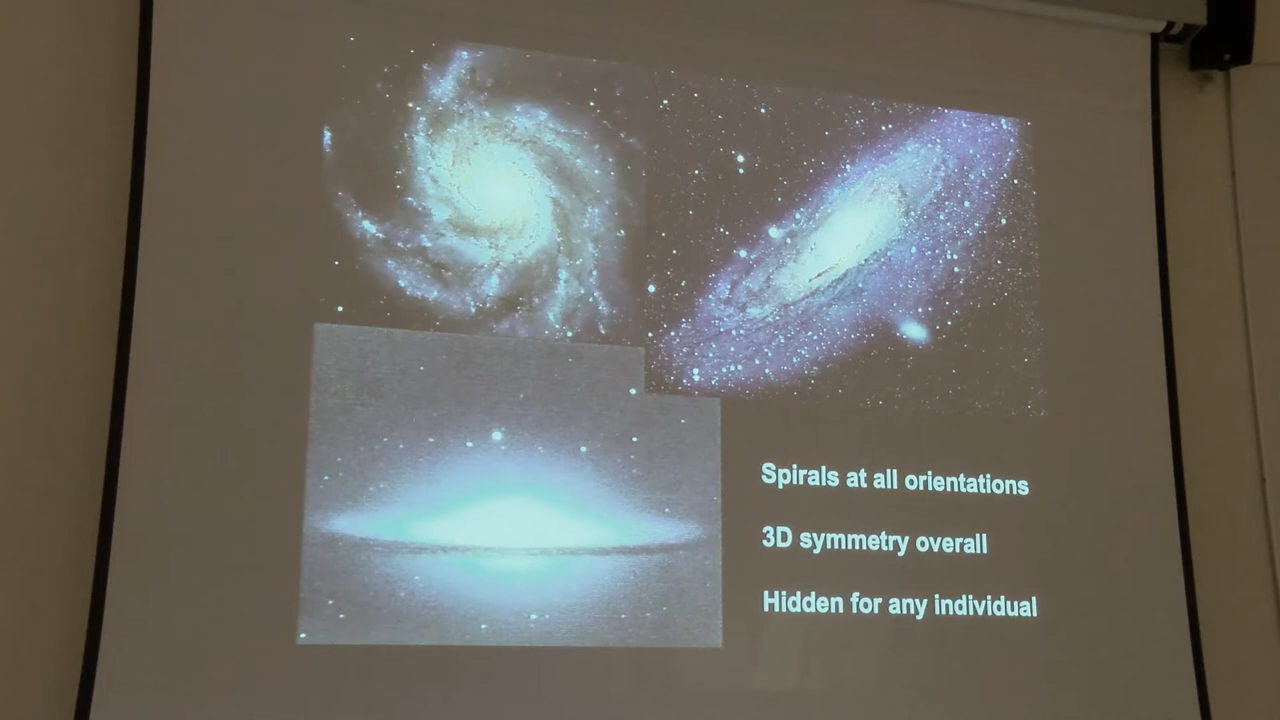 Spirals at all orientations
3D symmetry overall
Hidden for any individual